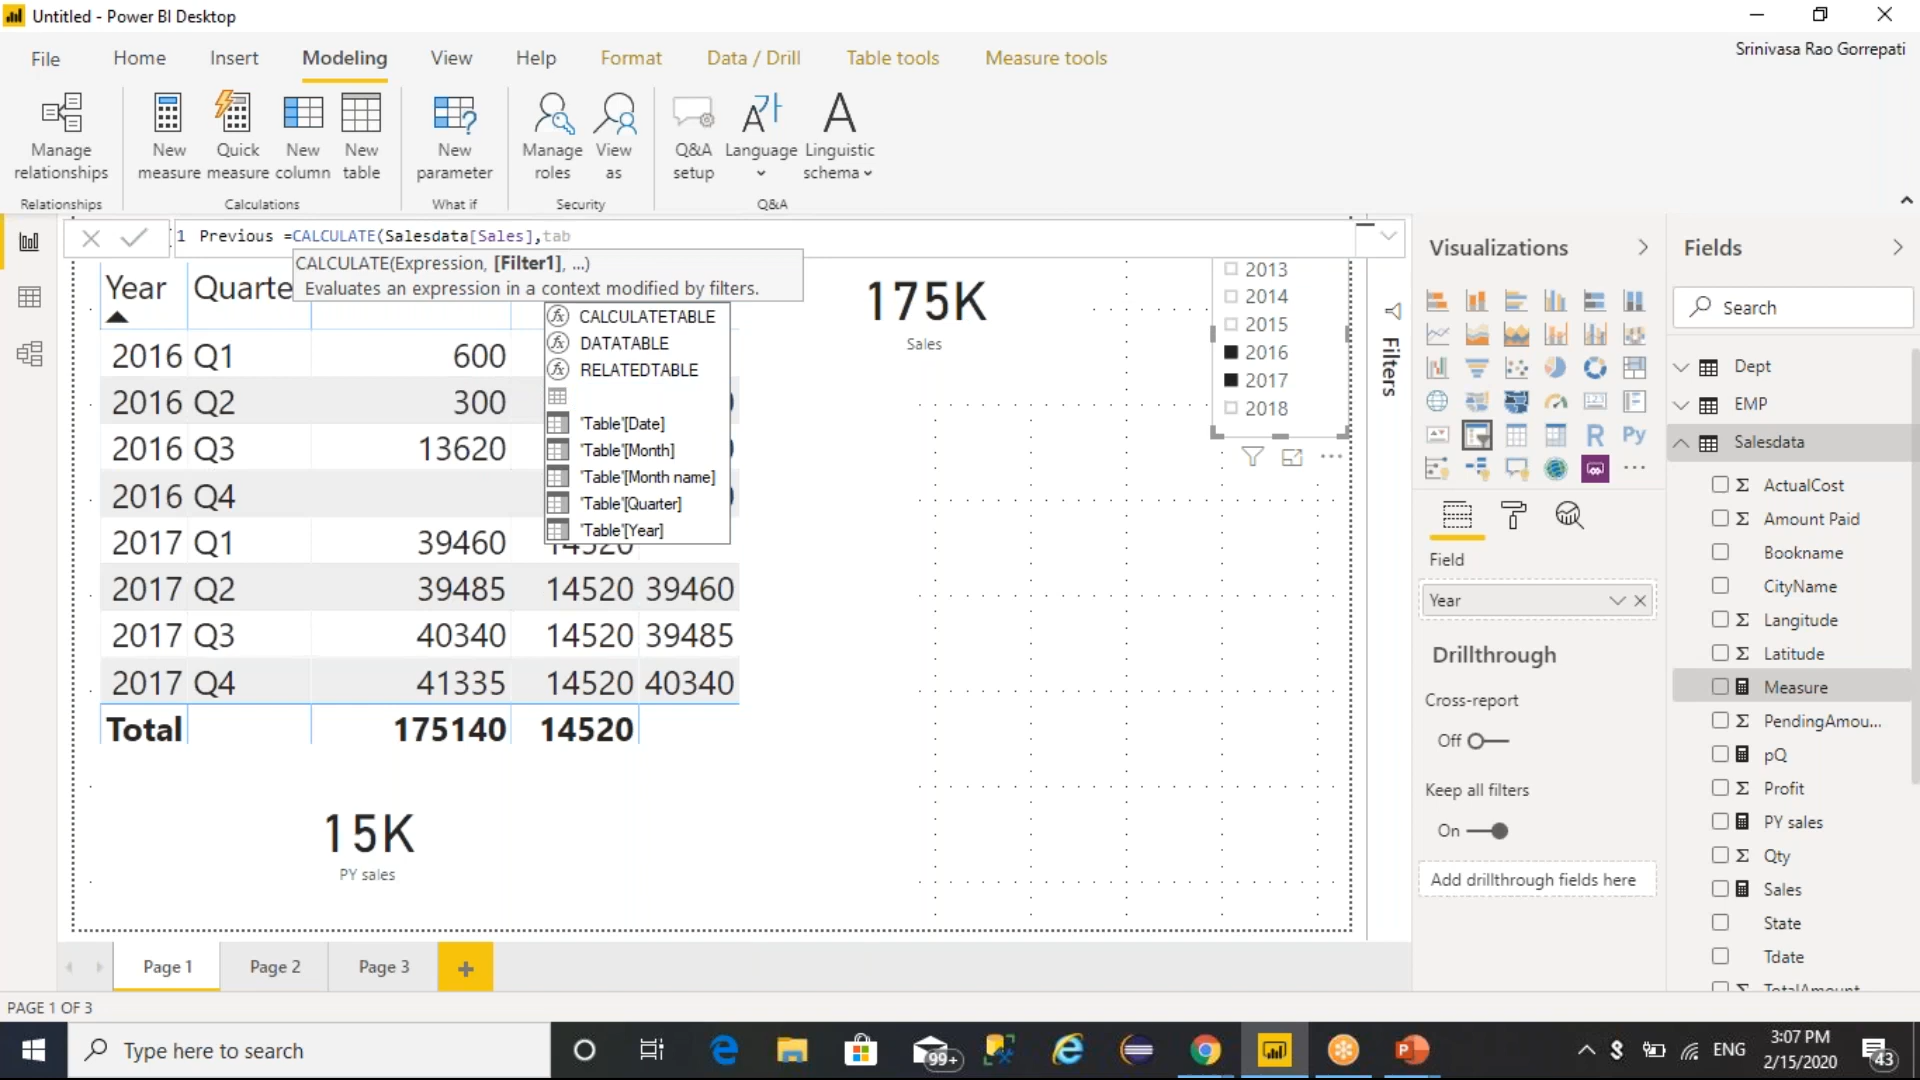 Untitled - Power BI Desktop
Srinivasa Rao Gorrepati
File Home Insert Modeling View Help Format Data / Drill Table tools Measure tools
Manage relationships
New measure
Quick measure
New column
New table
New parameter
Manage roles
View as
Q&A setup
Language
Linguistic schema
Relationships Calculations What if Security Q&A
1 Previous =CALCULATE(Salesdata[Sales],tab
CALCULATE(Expression, [Filter1], ...)
Evaluates an expression in a context modified by filters.
CALCULATETABLE
DATATABLE
RELATEDTABLE
'Table'[Date]
'Table'[Month]
'Table'[Month name]
'Table'[Quarter]
'Table'[Year]
Year Quarte
2016 Q1 600
2016 Q2 300
2016 Q3 13620
2016 Q4
2017 Q1 39460 14520
2017 Q2 39485 14520 39460
2017 Q3 40340 14520 39485
2017 Q4 41335 14520 40340
Total 175140 14520
15K
PY sales
175K
Sales
2013
2014
2015
2016
2017
2018
Filters
Visualizations
R Py
Field
Year
Drillthrough
Cross-report
Off
Keep all filters
On
Add drillthrough fields here
Fields
Search
Dept
EMP
Salesdata
ActualCost
Amount Paid
Bookname
CityName
Langitude
Latitude
Measure
PendingAmou...
pQ
Profit
PY sales
Qty
Sales
State
Tdate
TotalAmount
Page 1 Page 2 Page 3 +
PAGE 1 OF 3
Type here to search
99+
ENG
3:07 PM
2/15/2020
43